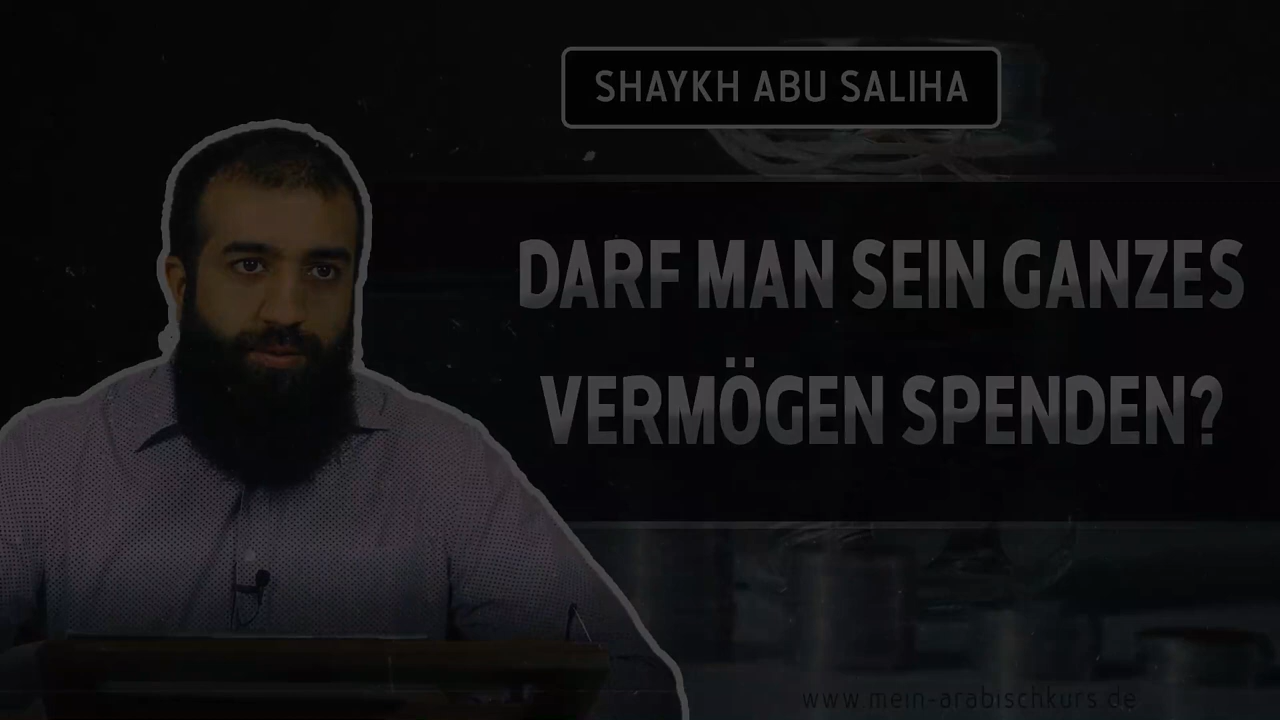 SHAYKH ABU SALIHA
DARF MAN SEIN GANZES
VERMÖGEN SPENDEN?
www.mein-arabischkurs.de